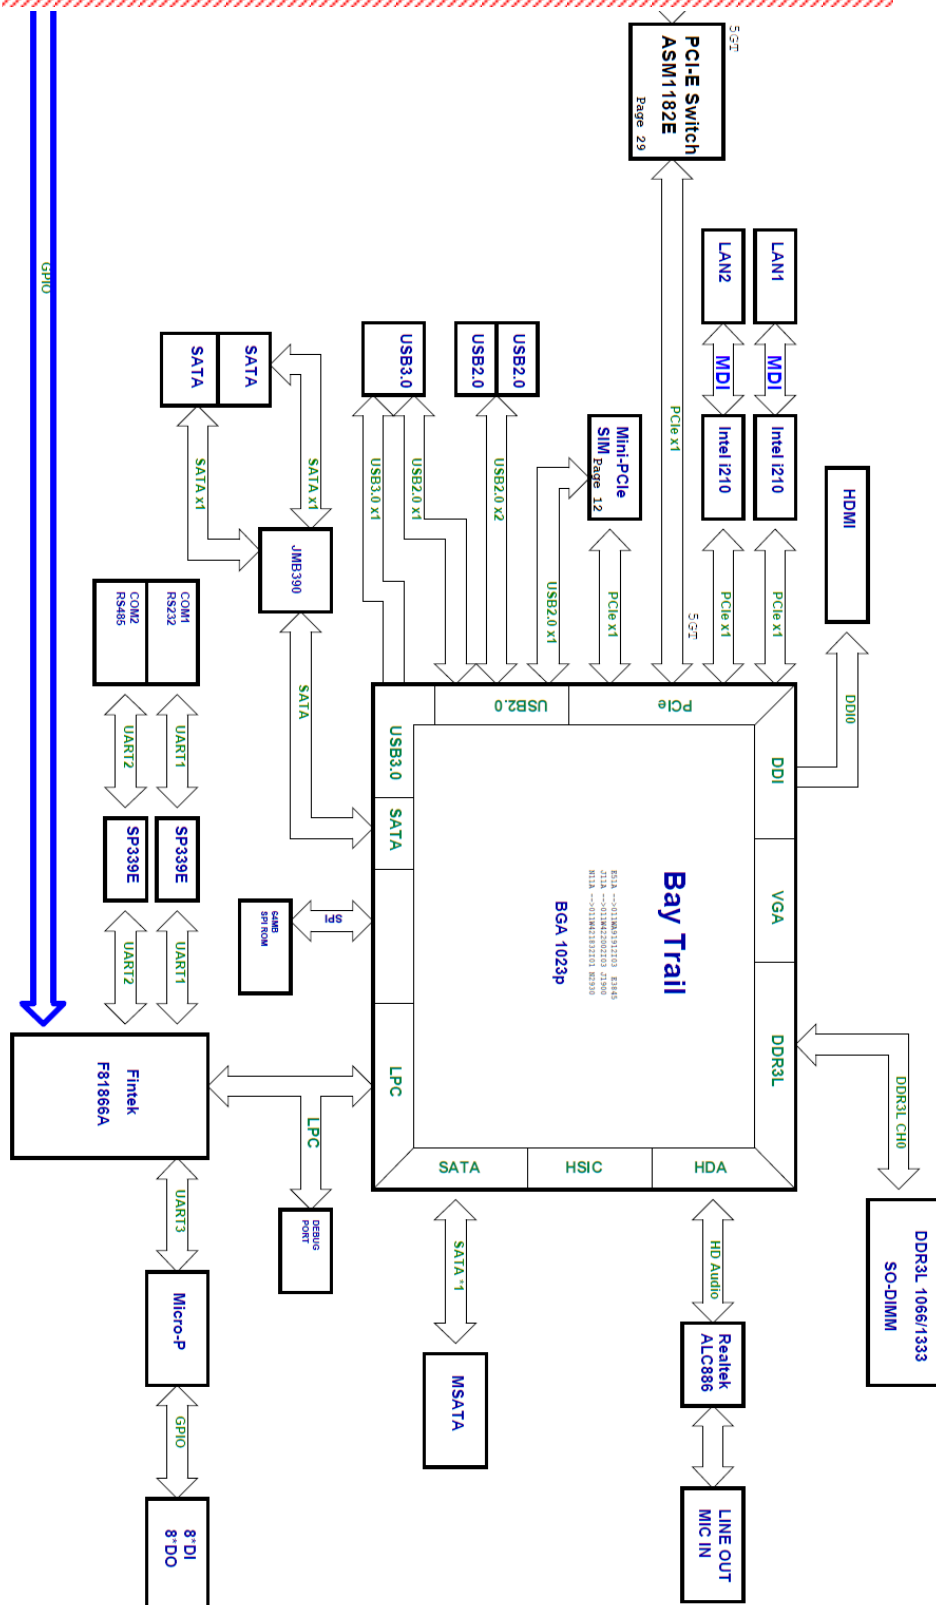 5GT
PCI-E Switch
ASM1182E
Page 29
LAN1
LAN2
MDI
MDI
Intel i210
Intel i210
GPIO
SATA
SATA
USB3.0
USB2.0
USB2.0
Mini-PCIe
SIM
Page 12
HDMI
PCIe x1
SATA x1
SATA x1
USB3.0 x1
USB2.0 x1
USB2.0 x2
USB2.0 x1
PCIe x1
5GT
PCIe x1
PCIe x1
JMB390
COM1
RS232
COM2
RS485
DDI0
SATA
UART1
UART2
USB2.0
PCIe
USB3.0
SATA
LPC
DDI
VGA
DDR3L
SATA
HSIC
HDA
Bay Trail
E3845
J1900
N2930
BGA 1023p
SP339E
SP339E
64MB
SPI ROM
SPI
UART1
UART2
Fintek
F81866A
LPC
DDR3L CH0
DEBUG
PORT
UART3
SATA *1
HD Audio
DDR3L 1066/1333
SO-DIMM
Micro-P
MSATA
Realtek
ALC886
GPIO
8*DI
8*DO
LINE OUT
MIC IN